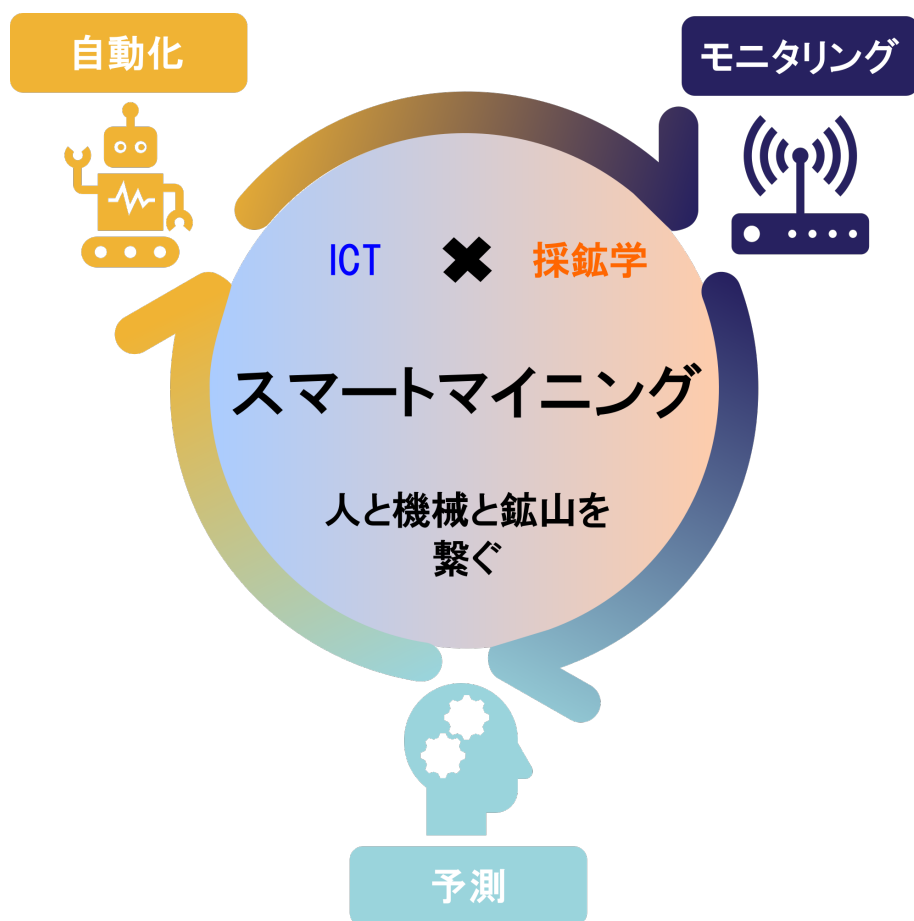 自動化
モニタリング
ICT ✖ 採鉱学
スマートマイニング
人と機械と鉱山を
繋ぐ
予測